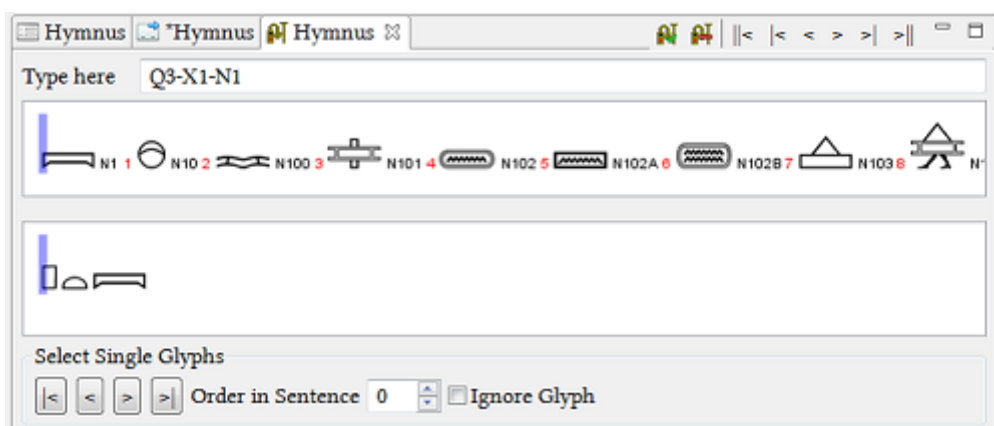 Hymnus *Hymnus Hymnus ||< |< < > >| >||
Type here Q3-X1-N1
N1 1 N10 2 N100 3 N101 4 N102 5 N102A 6 N102B 7 N103 8
Select Single Glyphs
|< < > >| Order in Sentence 0 Ignore Glyph